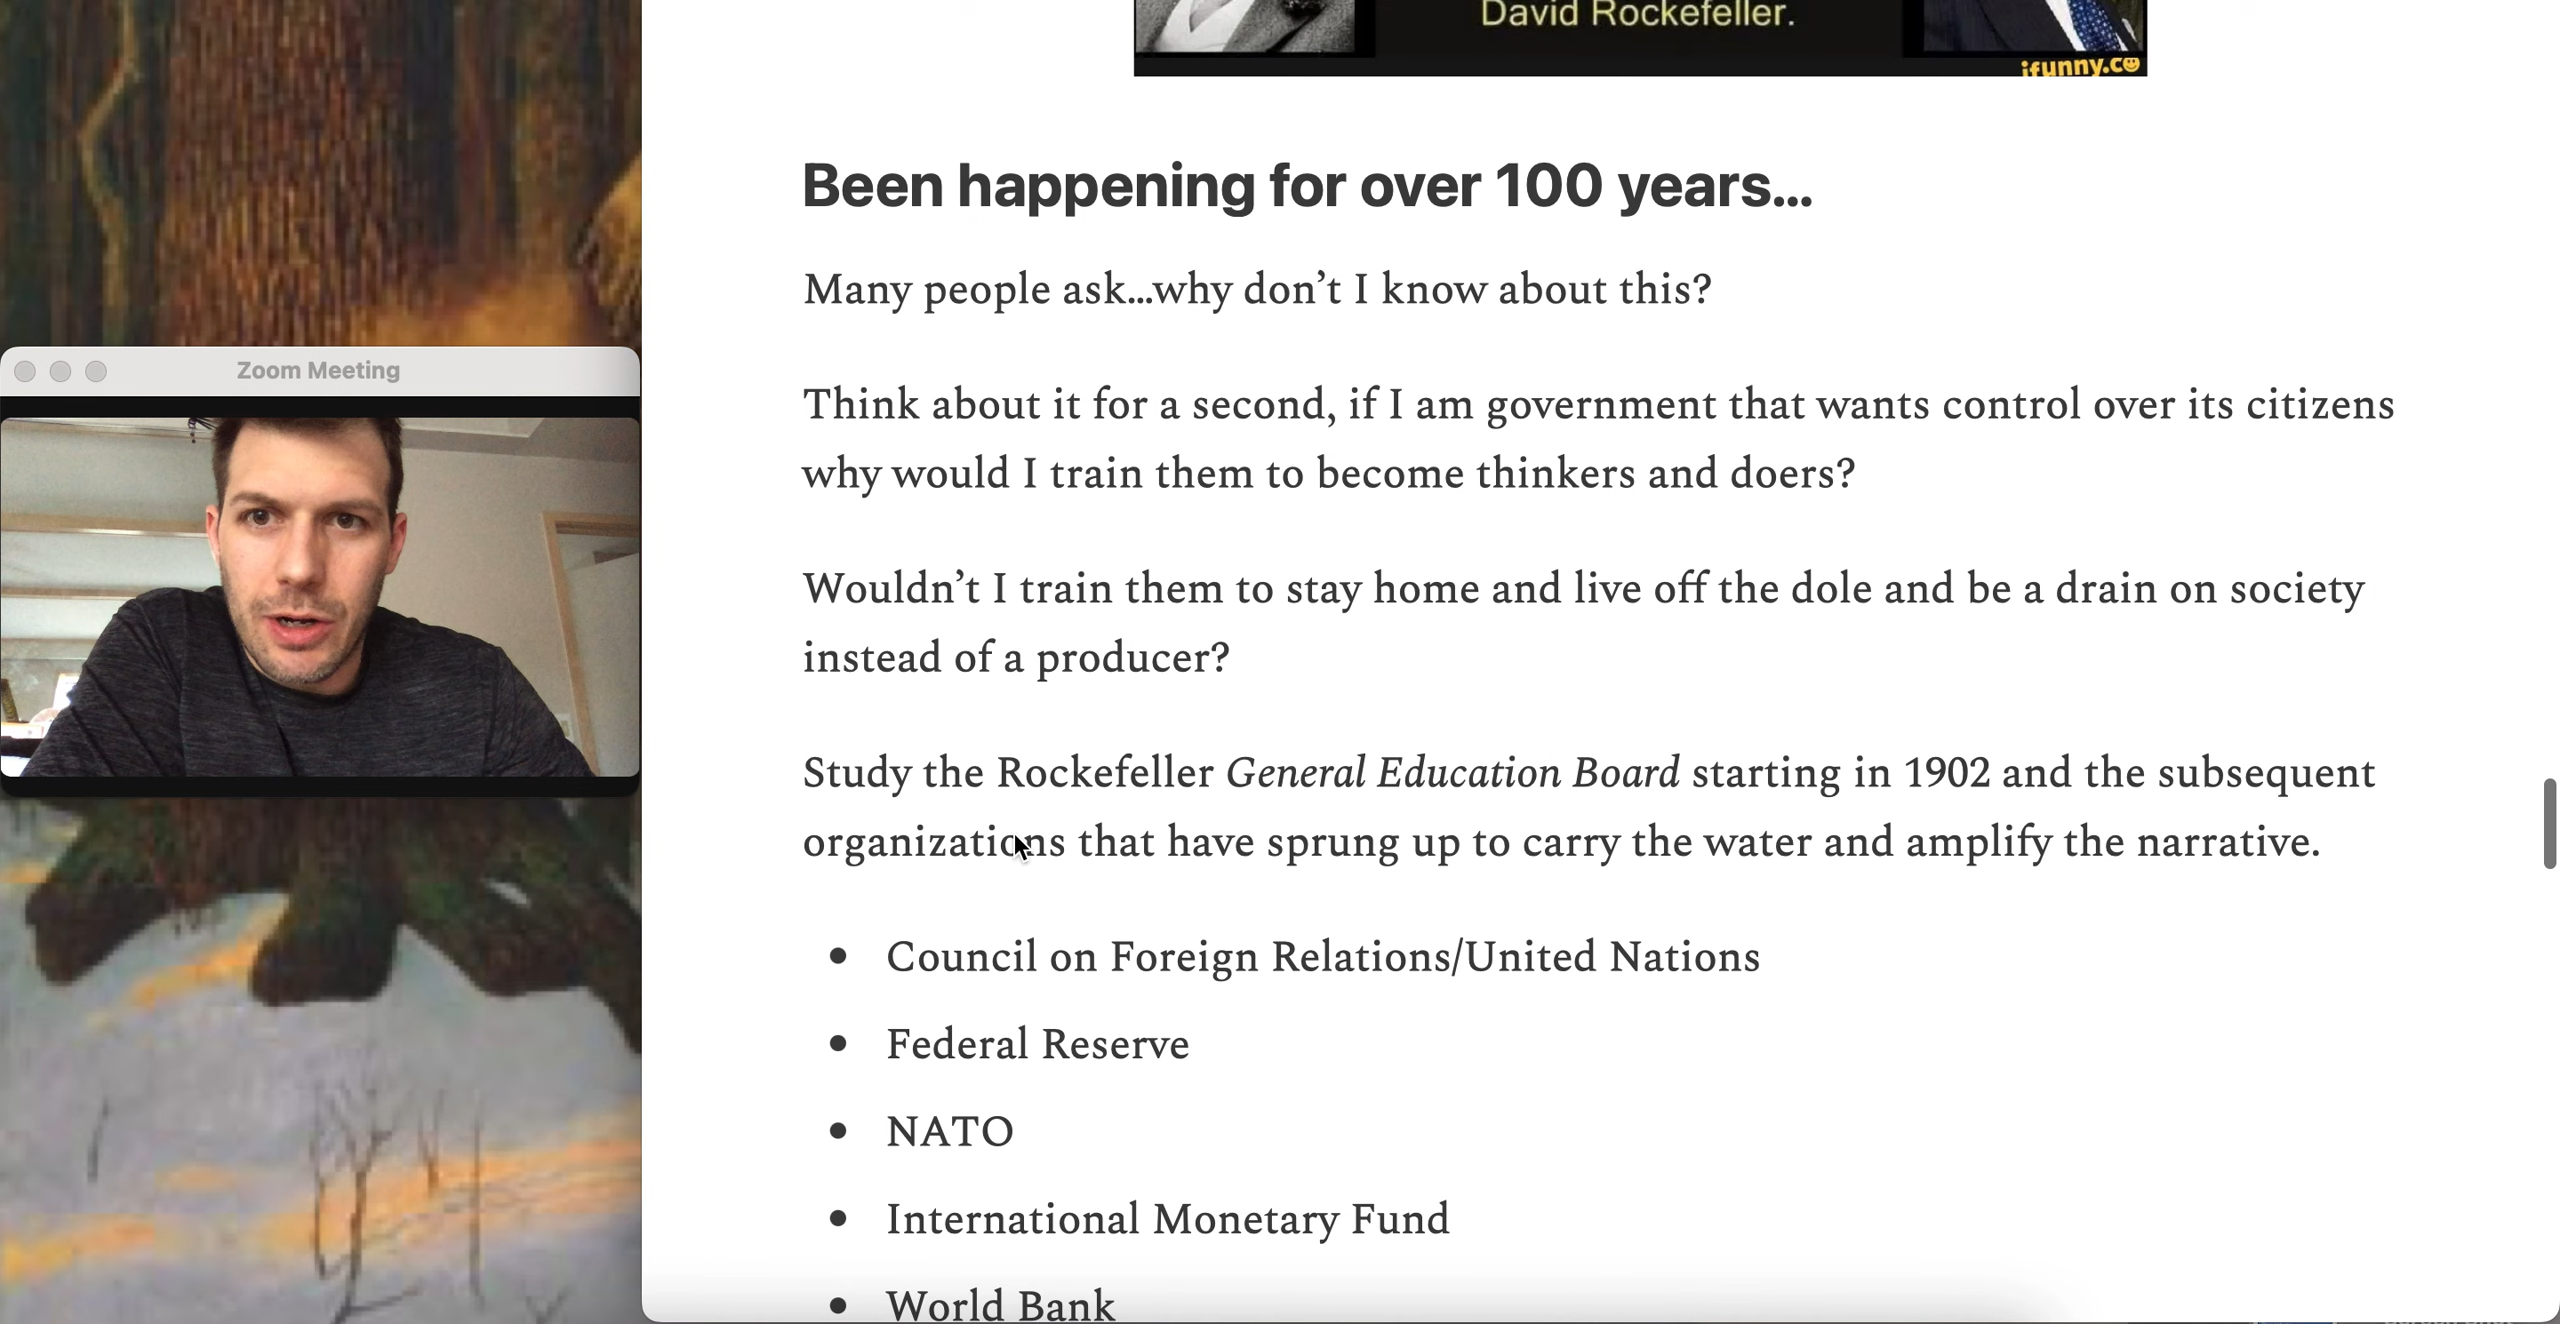 David Rockefeller.
ifunny.co
Been happening for over 100 years...
Many people ask...why don’t I know about this?
Zoom Meeting
Think about it for a second, if I am government that wants control over its citizens
why would I train them to become thinkers and doers?
Wouldn’t I train them to stay home and live off the dole and be a drain on society
instead of a producer?
Study the Rockefeller General Education Board starting in 1902 and the subsequent
organizations that have sprung up to carry the water and amplify the narrative.
• Council on Foreign Relations/United Nations
• Federal Reserve
• NATO
• International Monetary Fund
• World Bank